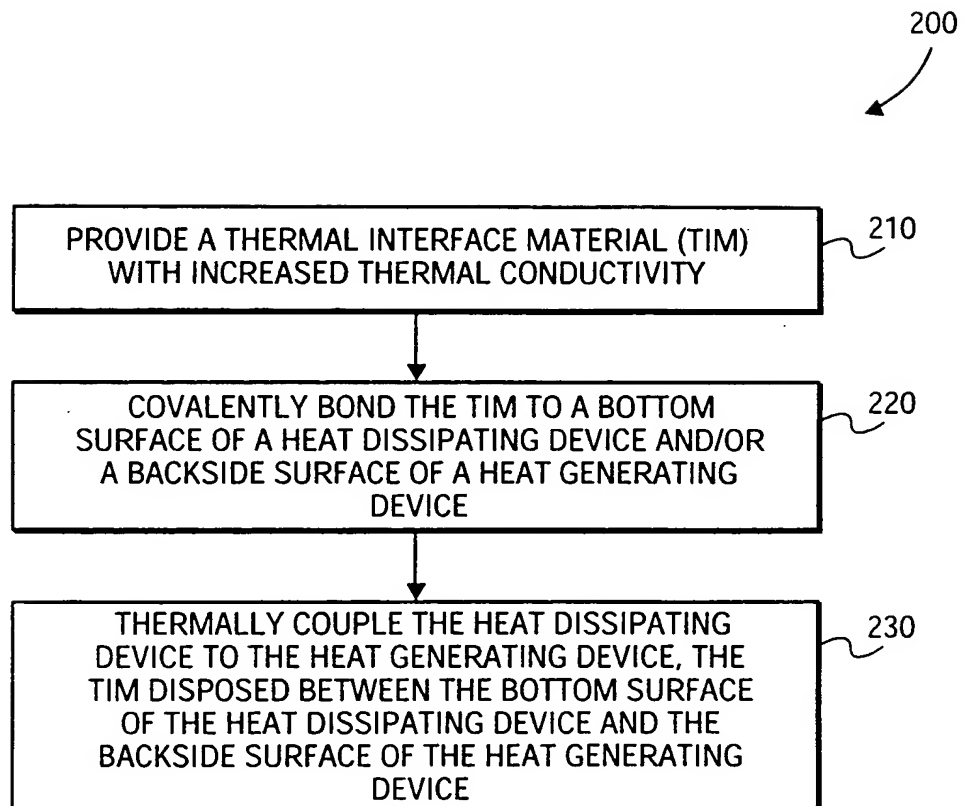 200
PROVIDE A THERMAL INTERFACE MATERIAL (TIM)
WITH INCREASED THERMAL CONDUCTIVITY
210
COVALENTLY BOND THE TIM TO A BOTTOM
SURFACE OF A HEAT DISSIPATING DEVICE AND/OR
A BACKSIDE SURFACE OF A HEAT GENERATING
DEVICE
220
THERMALLY COUPLE THE HEAT DISSIPATING
DEVICE TO THE HEAT GENERATING DEVICE, THE
TIM DISPOSED BETWEEN THE BOTTOM SURFACE
OF THE HEAT DISSIPATING DEVICE AND THE
BACKSIDE SURFACE OF THE HEAT GENERATING
DEVICE
230